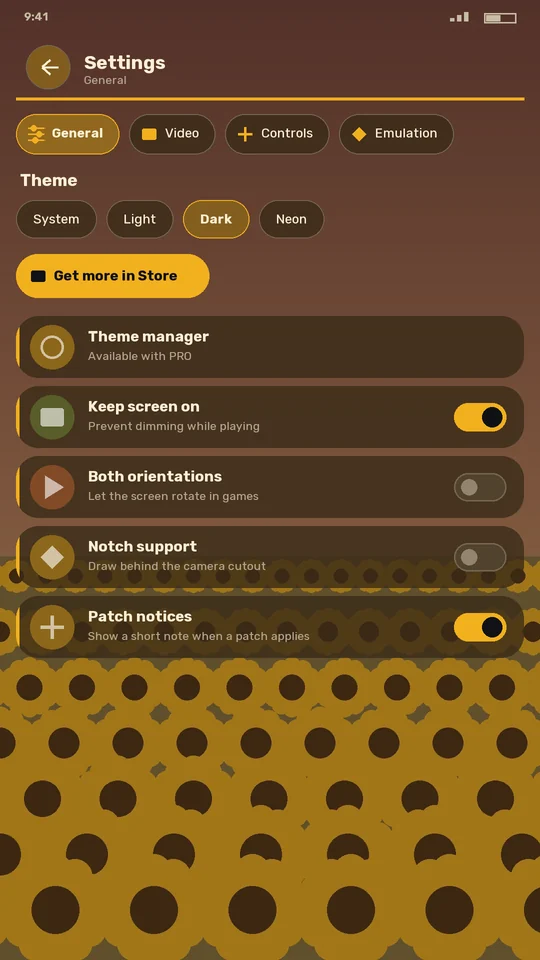 9:41
Settings
General
General
Video
Controls
Emulation
Theme
System
Light
Dark
Neon
Get more in Store
Theme manager
Available with PRO
Keep screen on
Prevent dimming while playing
Both orientations
Let the screen rotate in games
Notch support
Draw behind the camera cutout
Patch notices
Show a short note when a patch applies